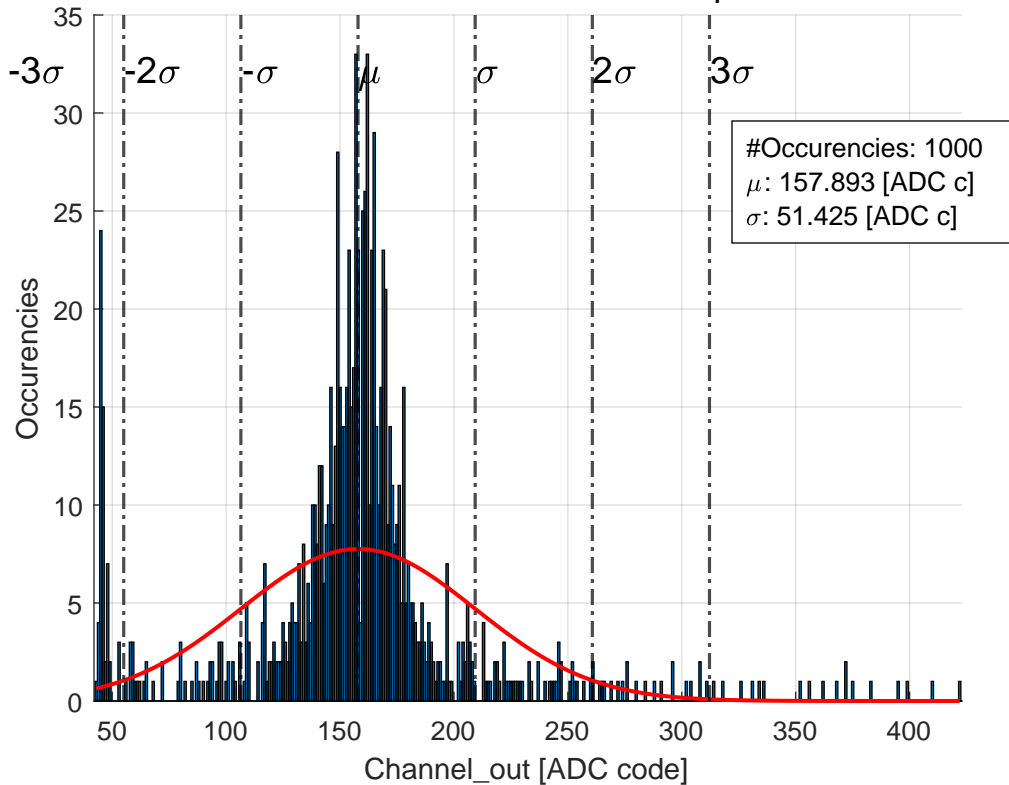 35
30
25
20
15
10
5
0
Occurencies
-3σ -2σ -σ μ σ 2σ 3σ
#Occurencies: 1000
μ: 157.893 [ADC c]
σ: 51.425 [ADC c]
50 100 150 200 250 300 350 400
Channel_out [ADC code]